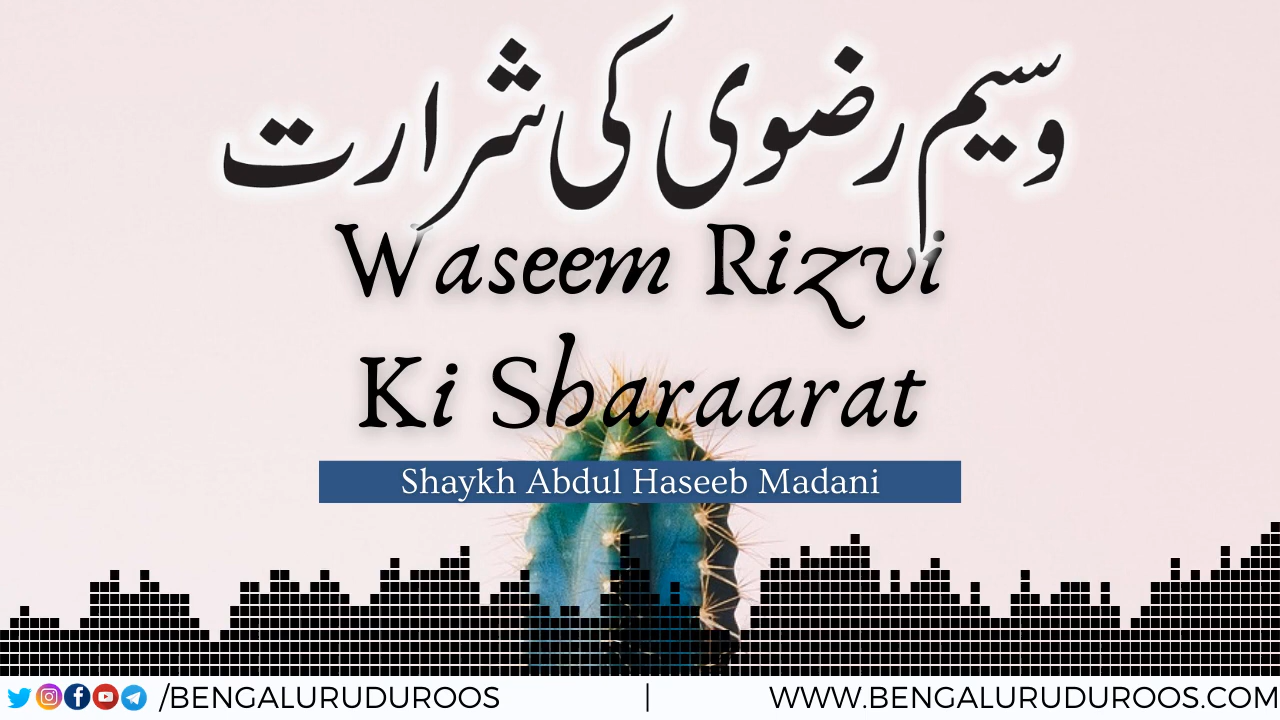 وسیم رضوی کی شرارت
Waseem Rizvi
Ki Sharaarat
Shaykh Abdul Haseeb Madani
/BENGALURUDUROOS | WWW.BENGALURUDUROOS.COM